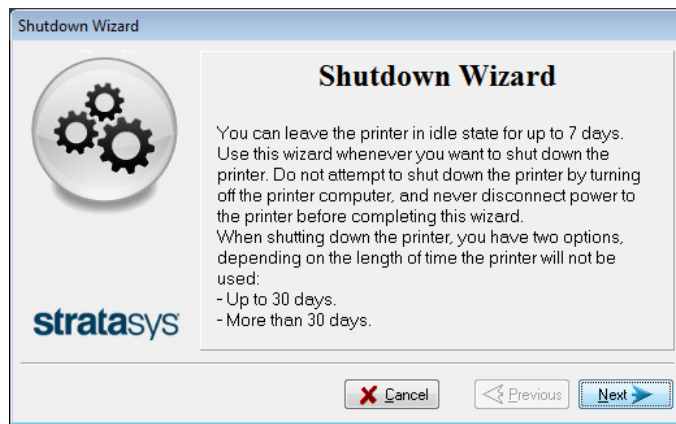 Shutdown Wizard
Shutdown Wizard
You can leave the printer in idle state for up to 7 days.
Use this wizard whenever you want to shut down the
printer. Do not attempt to shut down the printer by turning
off the printer computer, and never disconnect power to
the printer before completing this wizard.
When shutting down the printer, you have two options,
depending on the length of time the printer will not be
used:
- Up to 30 days.
- More than 30 days.
stratasys
Cancel
Previous
Next